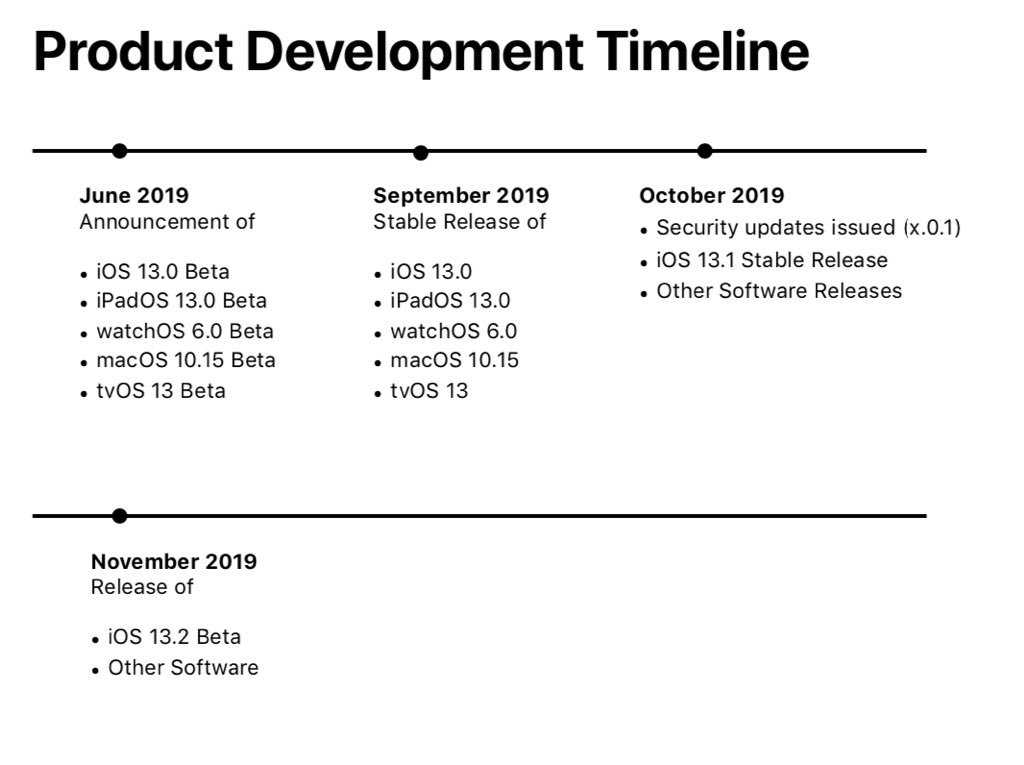 Product Development Timeline
June 2019
Announcement of
• iOS 13.0 Beta
• iPadOS 13.0 Beta
• watchOS 6.0 Beta
• macOS 10.15 Beta
• tvOS 13 Beta
September 2019
Stable Release of
• iOS 13.0
• iPadOS 13.0
• watchOS 6.0
• macOS 10.15
• tvOS 13
October 2019
• Security updates issued (x.0.1)
• iOS 13.1 Stable Release
• Other Software Releases
November 2019
Release of
• iOS 13.2 Beta
• Other Software